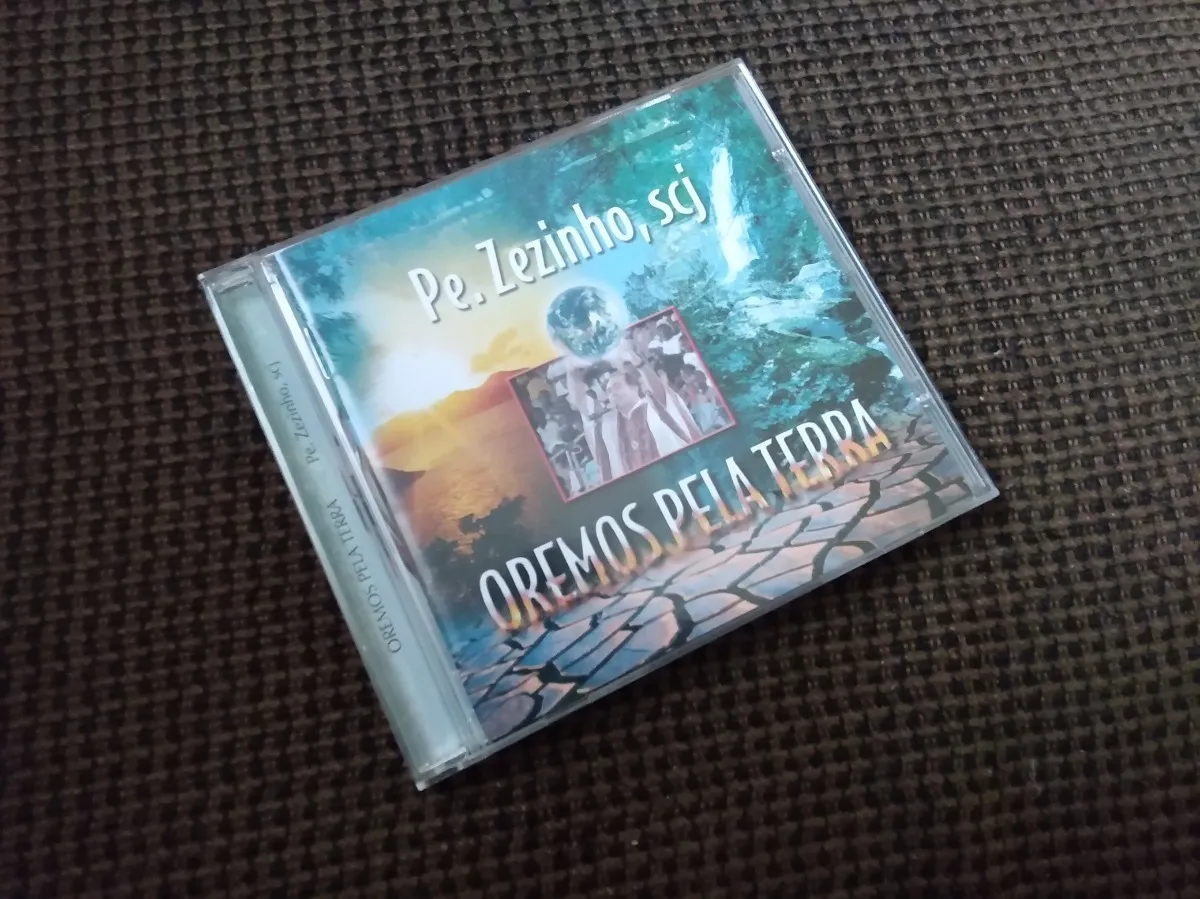 Pe. Zezinho, scj
OREMOS PELA TERRA
OREMOS PELA TERRA Pe. Zezinho, scj